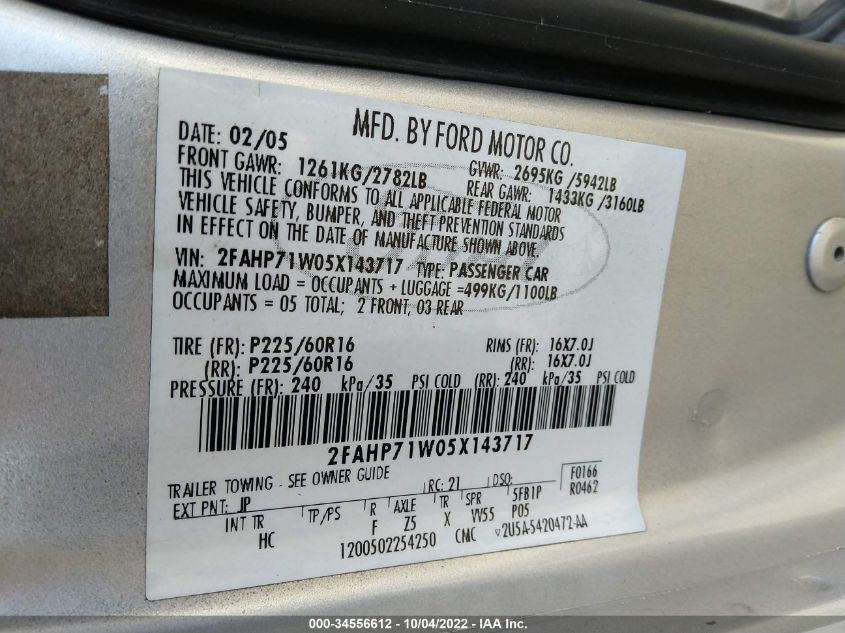 MFD. BY FORD MOTOR CO.
DATE: 02/05 GVWR: 2695KG /5942LB
FRONT GAWR: 1261KG/2782LB REAR GAWR: 1433KG /3160LB
THIS VEHICLE CONFORMS TO ALL APPLICABLE FEDERAL MOTOR
VEHICLE SAFETY, BUMPER, AND THEFT PREVENTION STANDARDS
IN EFFECT ON THE DATE OF MANUFACTURE SHOWN ABOVE.
VIN: 2FAHP71W05X143717 TYPE: PASSENGER CAR
MAXIMUM LOAD = OCCUPANTS + LUGGAGE =499KG/1100LB
OCCUPANTS = 05 TOTAL; 2 FRONT, 03 REAR
TIRE (FR): P225/60R16 RIMS (FR): 16X7.0J
(RR): P225/60R16 (RR): 16X7.0J
PRESSURE (FR): 240 kPa/35 PSI COLD (RR): 240 kPa/35 PSI COLD
2FAHP71W05X143717
TRAILER TOWING - SEE OWNER GUIDE
EXT PNT: JP RC: 21 DSO: F0166
R0462
INT TR TP/PS R AXLE TR SPR 5FB1P
HC F Z5 X VV55 P05
1200502254250 CMC 2U5A-5420472-AA
000-34556612 - 10/04/2022 - IAA Inc.